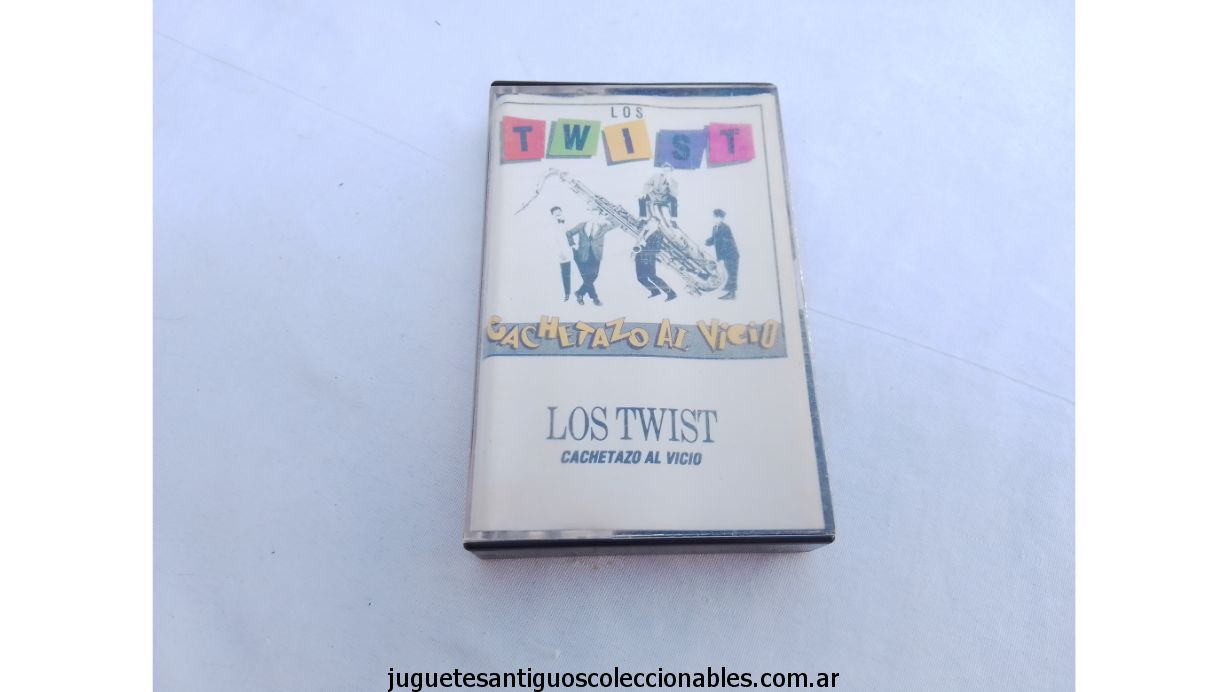 LOS
TWIST
CACHETAZO AL VICIO
LOS TWIST
CACHETAZO AL VICIO
juguetesantiguoscoleccionables.com.ar